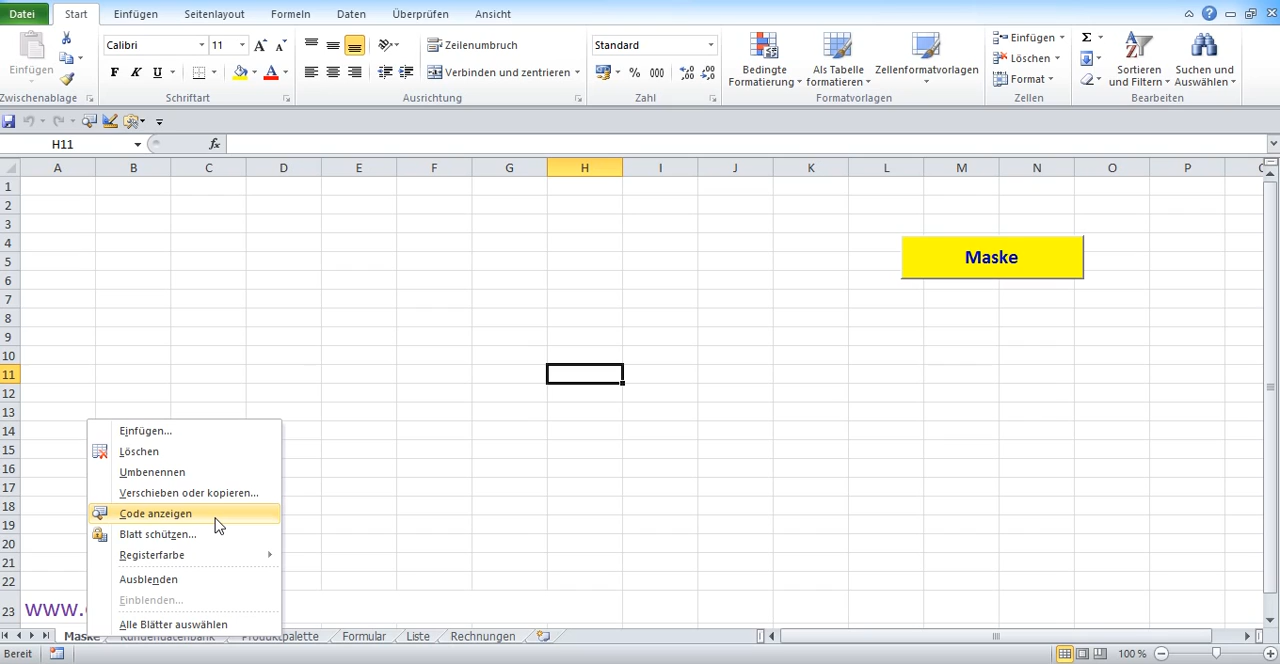 Datei Start Einfügen Seitenlayout Formeln Daten Überprüfen Ansicht
Calibri 11 Zeilenumbruch Standard Einfügen Σ
Einfügen F K U Verbinden und zentrieren % 000 Bedingte Formatierung Als Tabelle formatieren Zellenformatvorlagen Löschen Format Sortieren und Filtern Suchen und Auswählen
Zwischenablage Schriftart Ausrichtung Zahl Formatvorlagen Zellen Bearbeiten
H11 fx
A B C D E F G H I J K L M N O P
1
2
3
4
5
Maske
6
7
8
9
10
11
12
13
14
15
16
17
18
19
20
21
22
23 www.
Einfügen...
Löschen
Umbenennen
Verschieben oder kopieren...
Code anzeigen
Blatt schützen...
Registerfarbe
Ausblenden
Einblenden...
Alle Blätter auswählen
Maske Kundendatenbank Produktpalette Formular Liste Rechnungen
Bereit 100 %